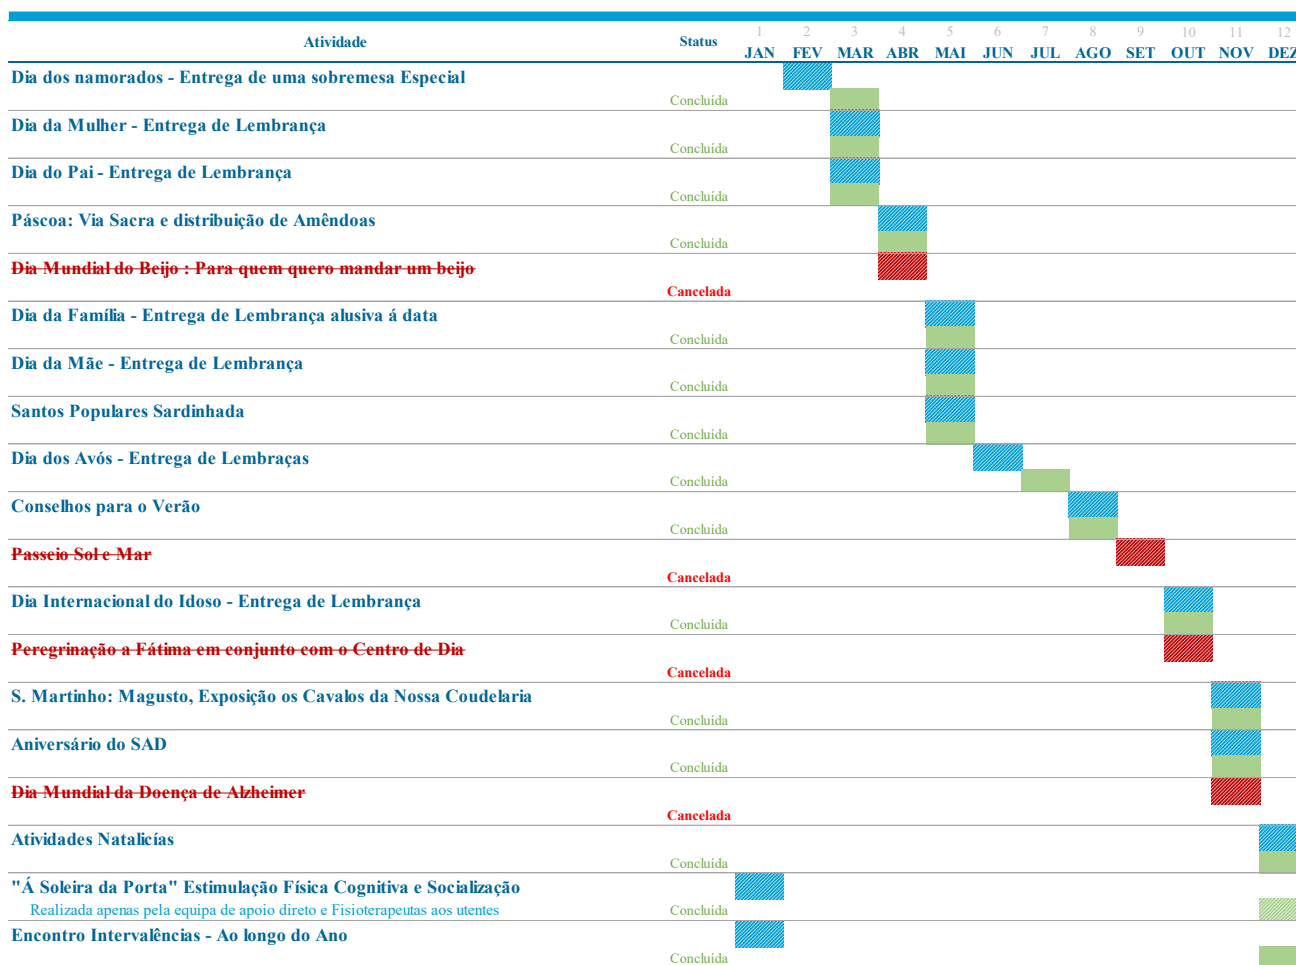 1 2 3 4 5 6 7 8 9 10 11 12
Atividade Status JAN FEV MAR ABR MAI JUN JUL AGO SET OUT NOV DEZ
Dia dos namorados - Entrega de uma sobremesa Especial
Concluída
Dia da Mulher - Entrega de Lembrança
Concluída
Dia do Pai - Entrega de Lembrança
Concluída
Páscoa: Via Sacra e distribuição de Amêndoas
Concluída
Dia Mundial do Beijo : Para quem quero mandar um beijo
Cancelada
Dia da Família - Entrega de Lembrança alusiva á data
Concluída
Dia da Mãe - Entrega de Lembrança
Concluída
Santos Populares Sardinhada
Concluída
Dia dos Avós - Entrega de Lembraças
Concluída
Conselhos para o Verão
Concluída
Passeio Sol e Mar
Cancelada
Dia Internacional do Idoso - Entrega de Lembrança
Concluída
Peregrinação a Fátima em conjunto com o Centro de Dia
Cancelada
S. Martinho: Magusto, Exposição os Cavalos da Nossa Coudelaria
Concluída
Aniversário do SAD
Concluída
Dia Mundial da Doença de Alzheimer
Cancelada
Atividades Natalicías
Concluída
"Á Soleira da Porta" Estimulação Física Cognitiva e Socialização
Realizada apenas pela equipa de apoio direto e Fisioterapeutas aos utentes Concluída
Encontro Intervalências - Ao longo do Ano
Concluída